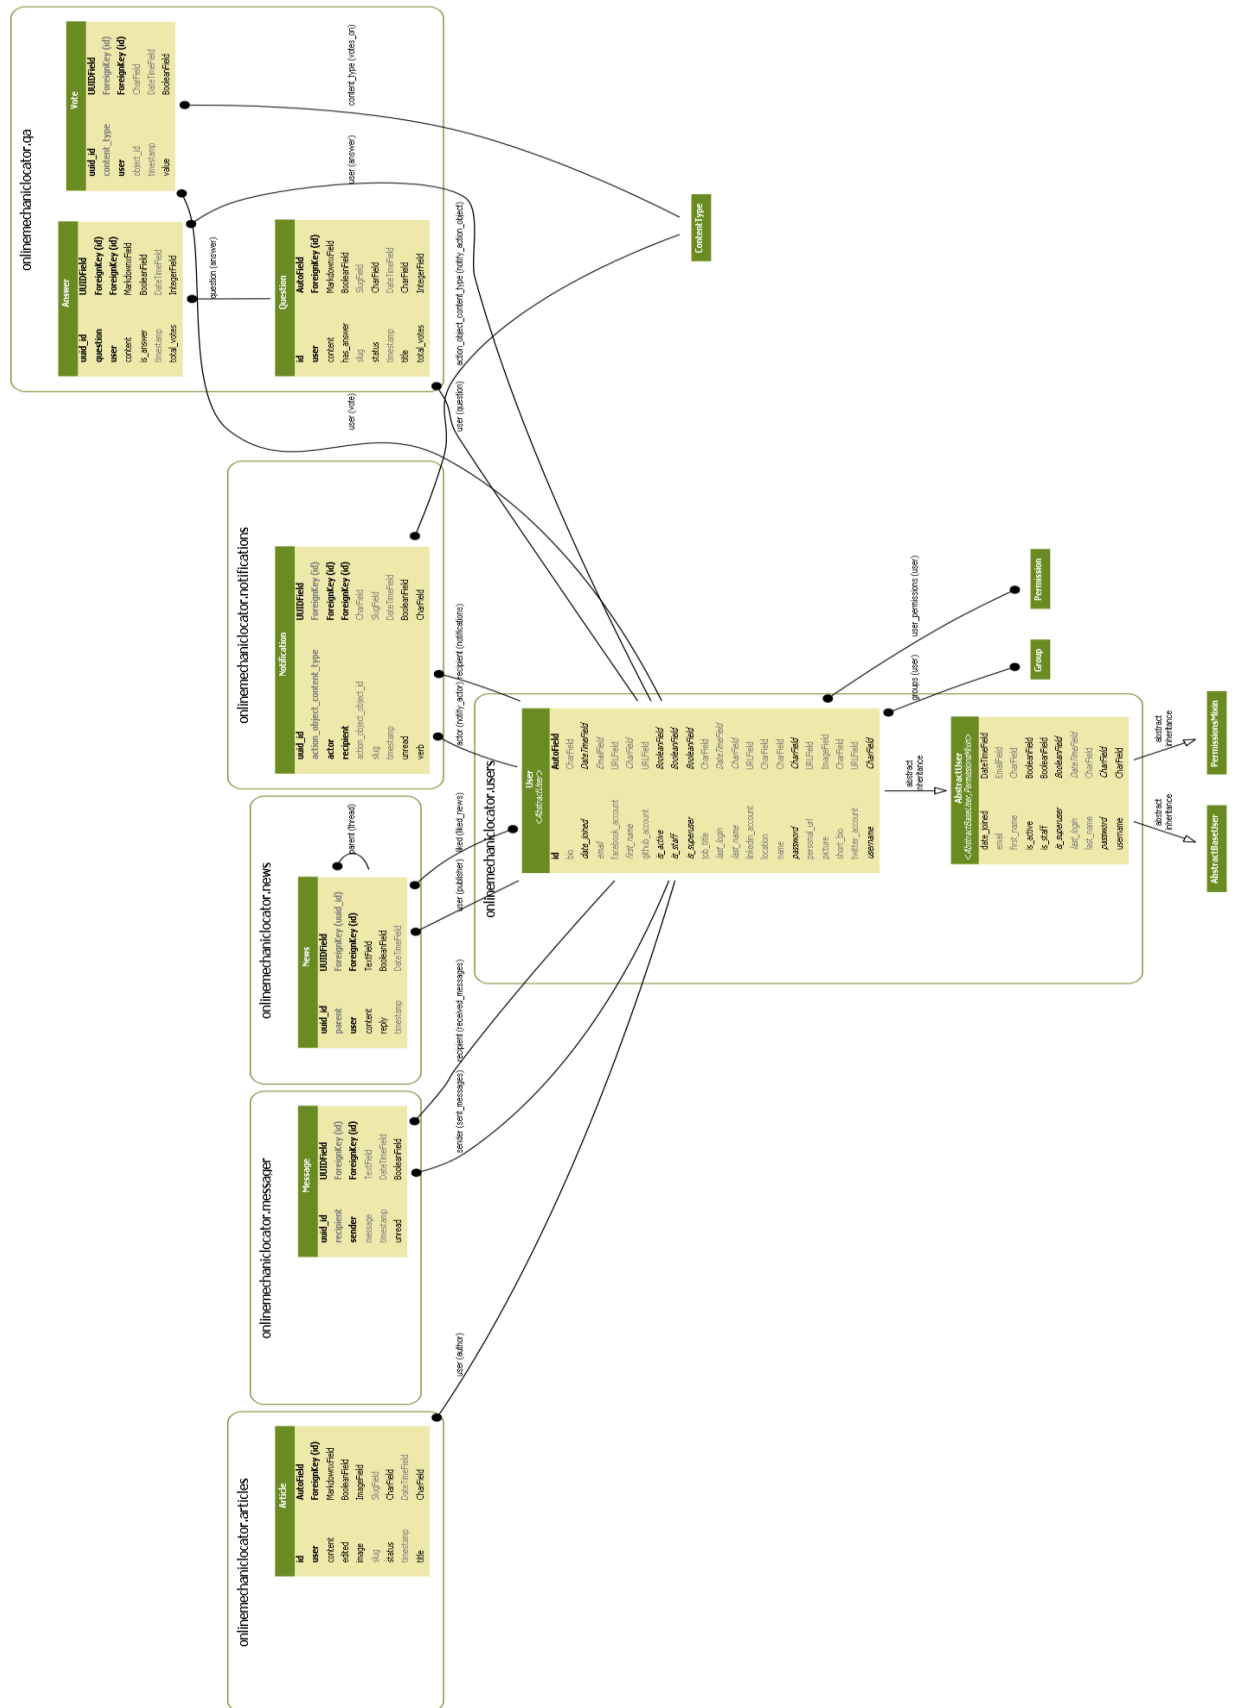 onlinemechaniclocator.qa
Vote
uuid_id UUIDField
content_type ForeignKey (id)
user ForeignKey (id)
object_id CharField
timestamp DateTimeField
value BooleanField
Answer
uuid_id UUIDField
question ForeignKey (id)
user ForeignKey (id)
content MarkdownxField
is_answer BooleanField
timestamp DateTimeField
total_votes IntegerField
Question
id AutoField
user ForeignKey (id)
content MarkdownxField
has_answer BooleanField
slug SlugField
status CharField
timestamp DateTimeField
title CharField
total_votes IntegerField
question (answer)
content_type (votes_on)
user (answer)
user (vote)
action_object_content_type (notify_action_object)
user (question)
ContentType
onlinemechaniclocator.notifications
Notification
uuid_id UUIDField
action_object_content_type ForeignKey (id)
actor ForeignKey (id)
recipient ForeignKey (id)
action_object_object_id CharField
slug SlugField
timestamp DateTimeField
unread BooleanField
verb CharField
recipient (notifications)
actor (notify_actor)
onlinemechaniclocator.news
News
uuid_id UUIDField
parent ForeignKey (uuid_id)
user ForeignKey (id)
content TextField
reply BooleanField
timestamp DateTimeField
parent (thread)
liked (liked_news)
user (publisher)
onlinemechaniclocator.messager
Message
uuid_id UUIDField
recipient ForeignKey (id)
sender ForeignKey (id)
message TextField
timestamp DateTimeField
unread BooleanField
recipient (received_messages)
sender (sent_messages)
onlinemechaniclocator.articles
Article
id AutoField
user ForeignKey (id)
content MarkdownxField
edited BooleanField
image ImageField
slug SlugField
status CharField
timestamp DateTimeField
title CharField
user (author)
onlinemechaniclocator.users
User
<AbstractUser>
id AutoField
bio CharField
date_joined DateTimeField
email EmailField
facebook_account URLField
first_name CharField
github_account URLField
is_active BooleanField
is_staff BooleanField
is_superuser BooleanField
job_title CharField
last_login DateTimeField
last_name CharField
linkedin_account URLField
location CharField
name CharField
password CharField
personal_url URLField
picture ImageField
short_bio CharField
twitter_account URLField
username CharField
abstract
inheritance
AbstractUser
<AbstractBaseUser,PermissionsMixin>
date_joined DateTimeField
email EmailField
first_name CharField
is_active BooleanField
is_staff BooleanField
is_superuser BooleanField
last_login DateTimeField
last_name CharField
password CharField
username CharField
user_permissions (user)
groups (user)
Permission
Group
abstract
inheritance
PermissionsMixin
abstract
inheritance
AbstractBaseUser